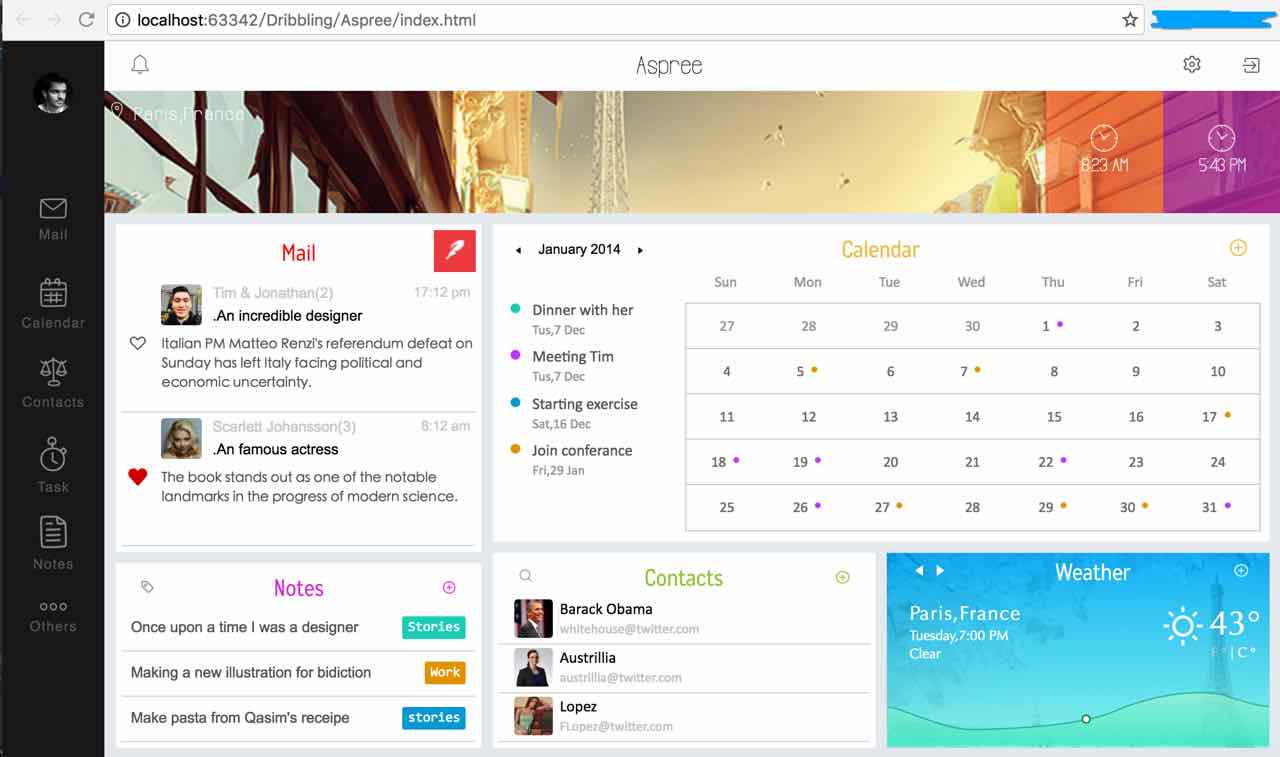 localhost:63342/Dribbling/Aspree/index.html
Aspree
Paris,France
8:23 AM
5:43 PM
Mail
Calendar
Contacts
Task
Notes
Others
Mail
Tim & Jonathan(2)
17:12 pm
.An incredible designer
Italian PM Matteo Renzi's referendum defeat on
Sunday has left Italy facing political and
economic uncertainty.
Scarlett Johansson(3)
8:12 am
.An famous actress
The book stands out as one of the notable
landmarks in the progress of modern science.
January 2014
Calendar
Dinner with her
Tus,7 Dec
Meeting Tim
Tus,7 Dec
Starting exercise
Sat,16 Dec
Join conferance
Fri,29 Jan
Sun Mon Tue Wed Thu Fri Sat
27 28 29 30 1 2 3
4 5 6 7 8 9 10
11 12 13 14 15 16 17
18 19 20 21 22 23 24
25 26 27 28 29 30 31
Notes
Once upon a time I was a designer
Stories
Making a new illustration for bidiction
Work
Make pasta from Qasim's receipe
stories
Contacts
Barack Obama
whitehouse@twitter.com
Austrillia
austrillia@twitter.com
Lopez
FLopez@twitter.com
Weather
Paris,France
Tuesday,7:00 PM
Clear
43°
F° | C°